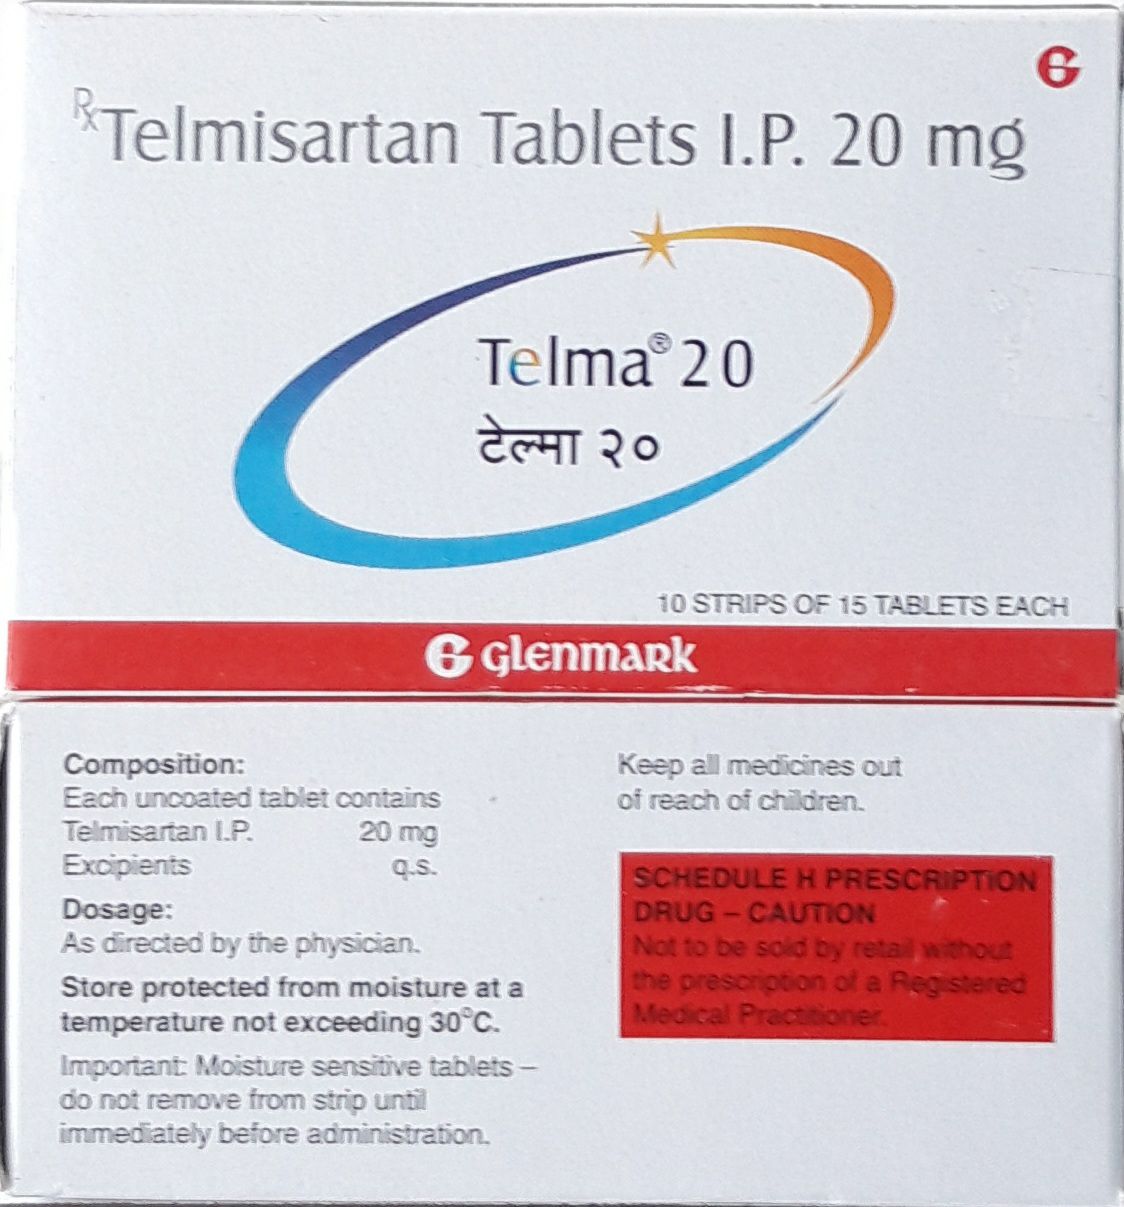 Rx Telmisartan Tablets I.P. 20 mg
Telma® 20
टेल्मा २०
10 STRIPS OF 15 TABLETS EACH
G glenmark
Composition:
Each uncoated tablet contains
Telmisartan I.P. 20 mg
Excipients q.s.
Dosage:
As directed by the physician.
Store protected from moisture at a
temperature not exceeding 30°C.
Important: Moisture sensitive tablets –
do not remove from strip until
immediately before administration.
Keep all medicines out
of reach of children.
SCHEDULE H PRESCRIPTION
DRUG – CAUTION
Not to be sold by retail without
the prescription of a Registered
Medical Practitioner.